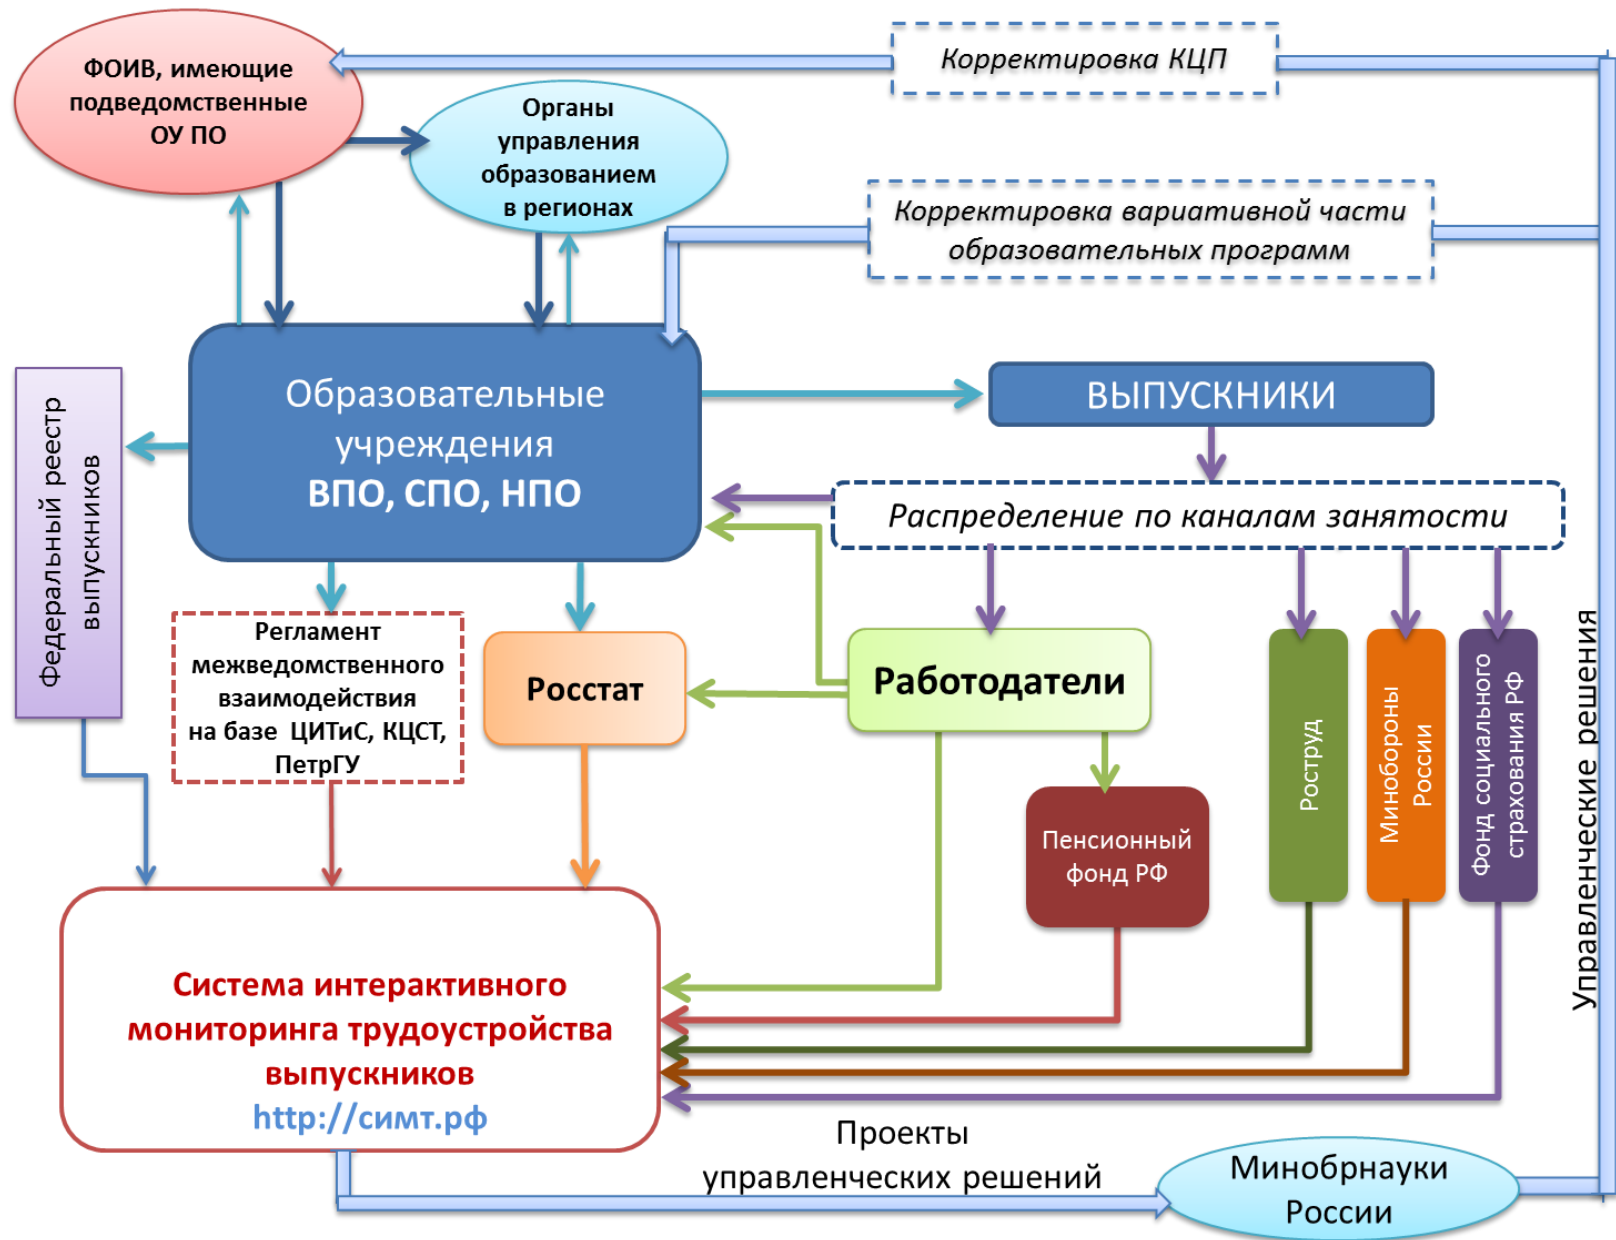 ФОИВ, имеющие
подведомственные
ОУ ПО
Органы
управления
образованием
в регионах
Корректировка КЦП
Корректировка вариативной части
образовательных программ
Образовательные
учреждения
ВПО, СПО, НПО
ВЫПУСКНИКИ
Федеральный реестр
выпускников
Распределение по каналам занятости
Регламент
межведомственного
взаимодействия
на базе ЦИТиС, КЦСТ,
ПетрГУ
Росстат
Работодатели
Пенсионный
фонд РФ
Роструд
Минобороны
России
Фонд социального
страхования РФ
Управленческие решения
Система интерактивного
мониторинга трудоустройства
выпускников
http://симт.рф
Проекты
управленческих решений
Минобрнауки
России